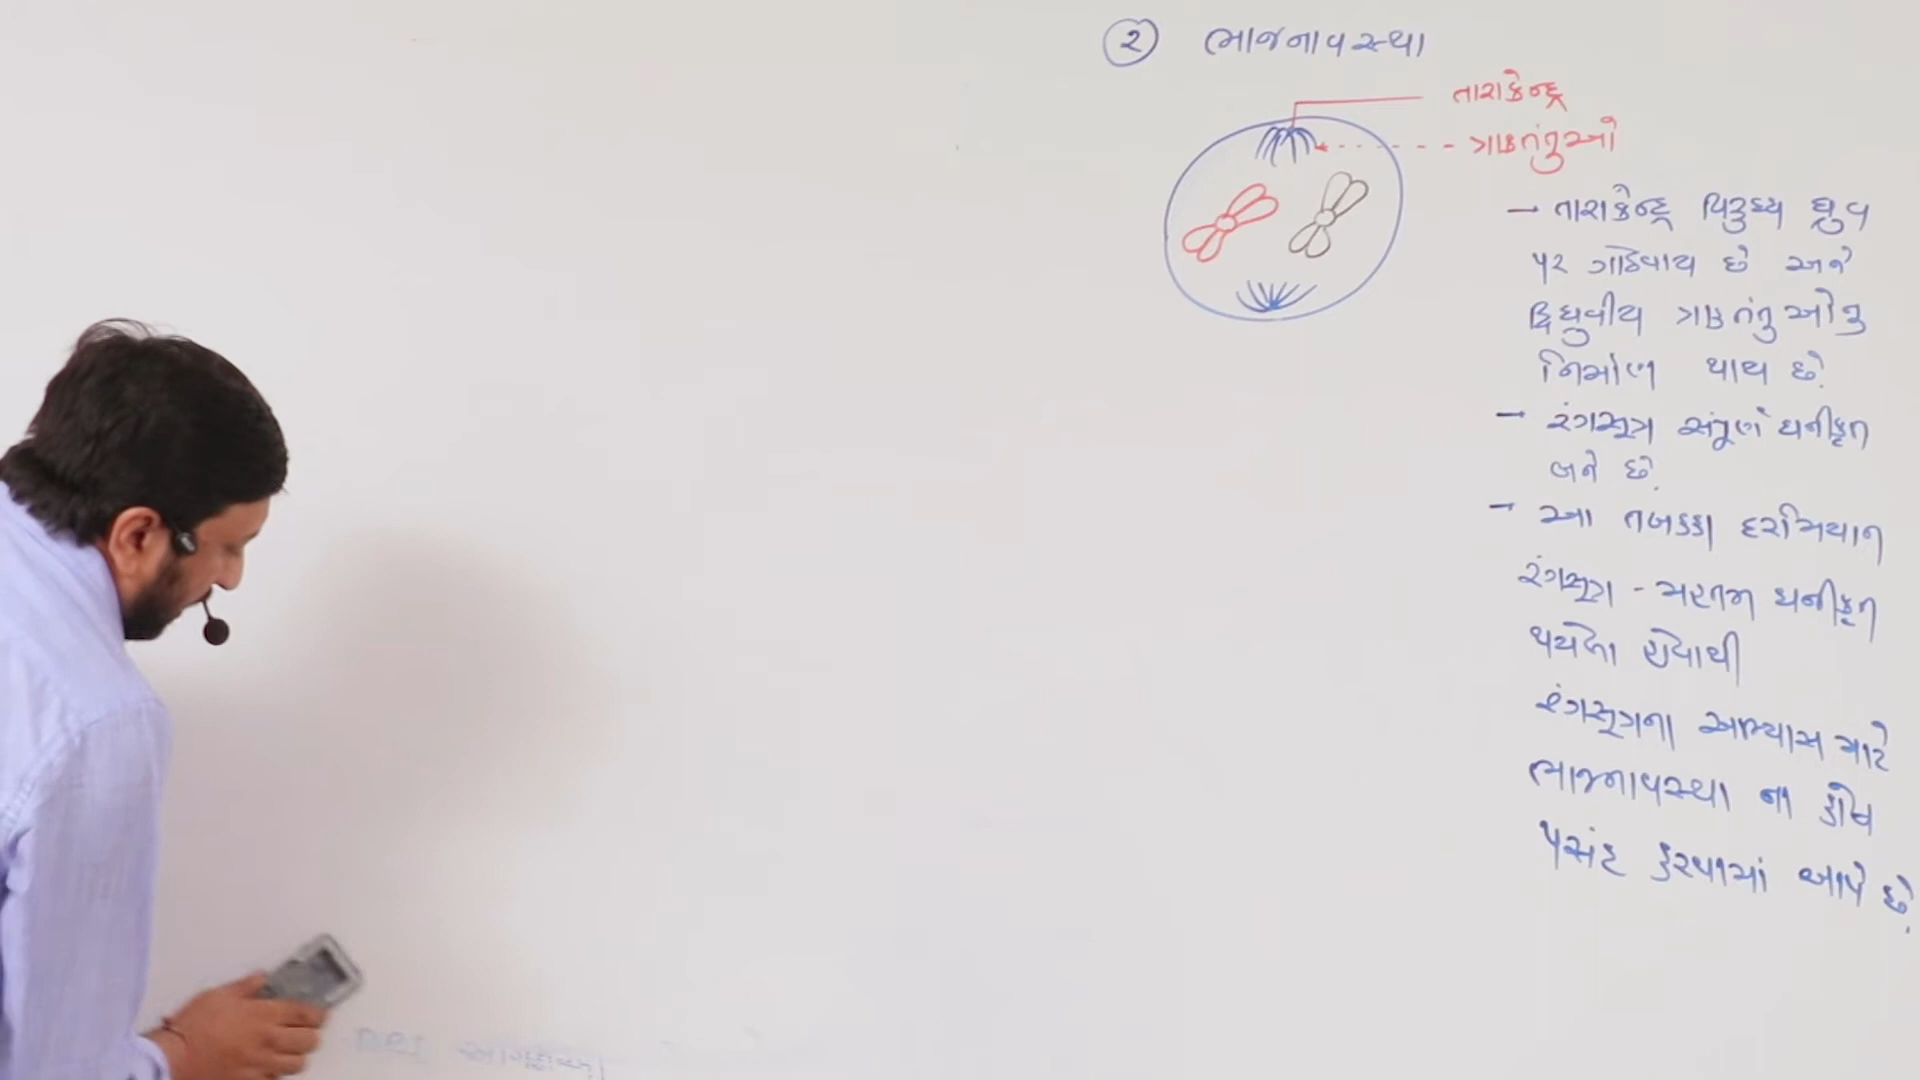 ૨ ભાજનાવસ્થા
તારાકેન્દ્ર
ત્રાકતંતુઓ
→ તારાકેન્દ્ર વિરુધ્ધ ધ્રુવ
પર ગોઠવાય છે અને
દ્વિધ્રુવીય ત્રાકતંતુઓનુ
નિર્માણ થાય છે.
→ રંગસૂત્ર સંપૂર્ણ ઘનીકૃત
બને છે.
→ આ તબક્કા દરમિયાન
રંગસૂત્ર - મહત્તમ ઘનીકૃત
થયેલા હોવાથી
રંગસૂત્રના અભ્યાસ માટે
ભાજનાવસ્થા ના કોષ
પસંદ કરવામાં આવે છે.